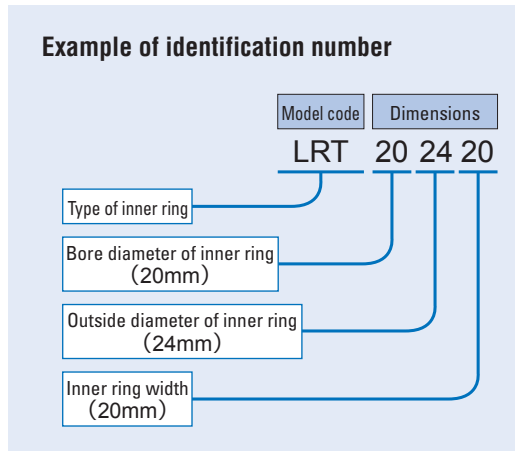 Example of identification number
Model code Dimensions
LRT 20 24 20
Type of inner ring
Bore diameter of inner ring
（20mm）
Outside diameter of inner ring
（24mm）
Inner ring width
（20mm）